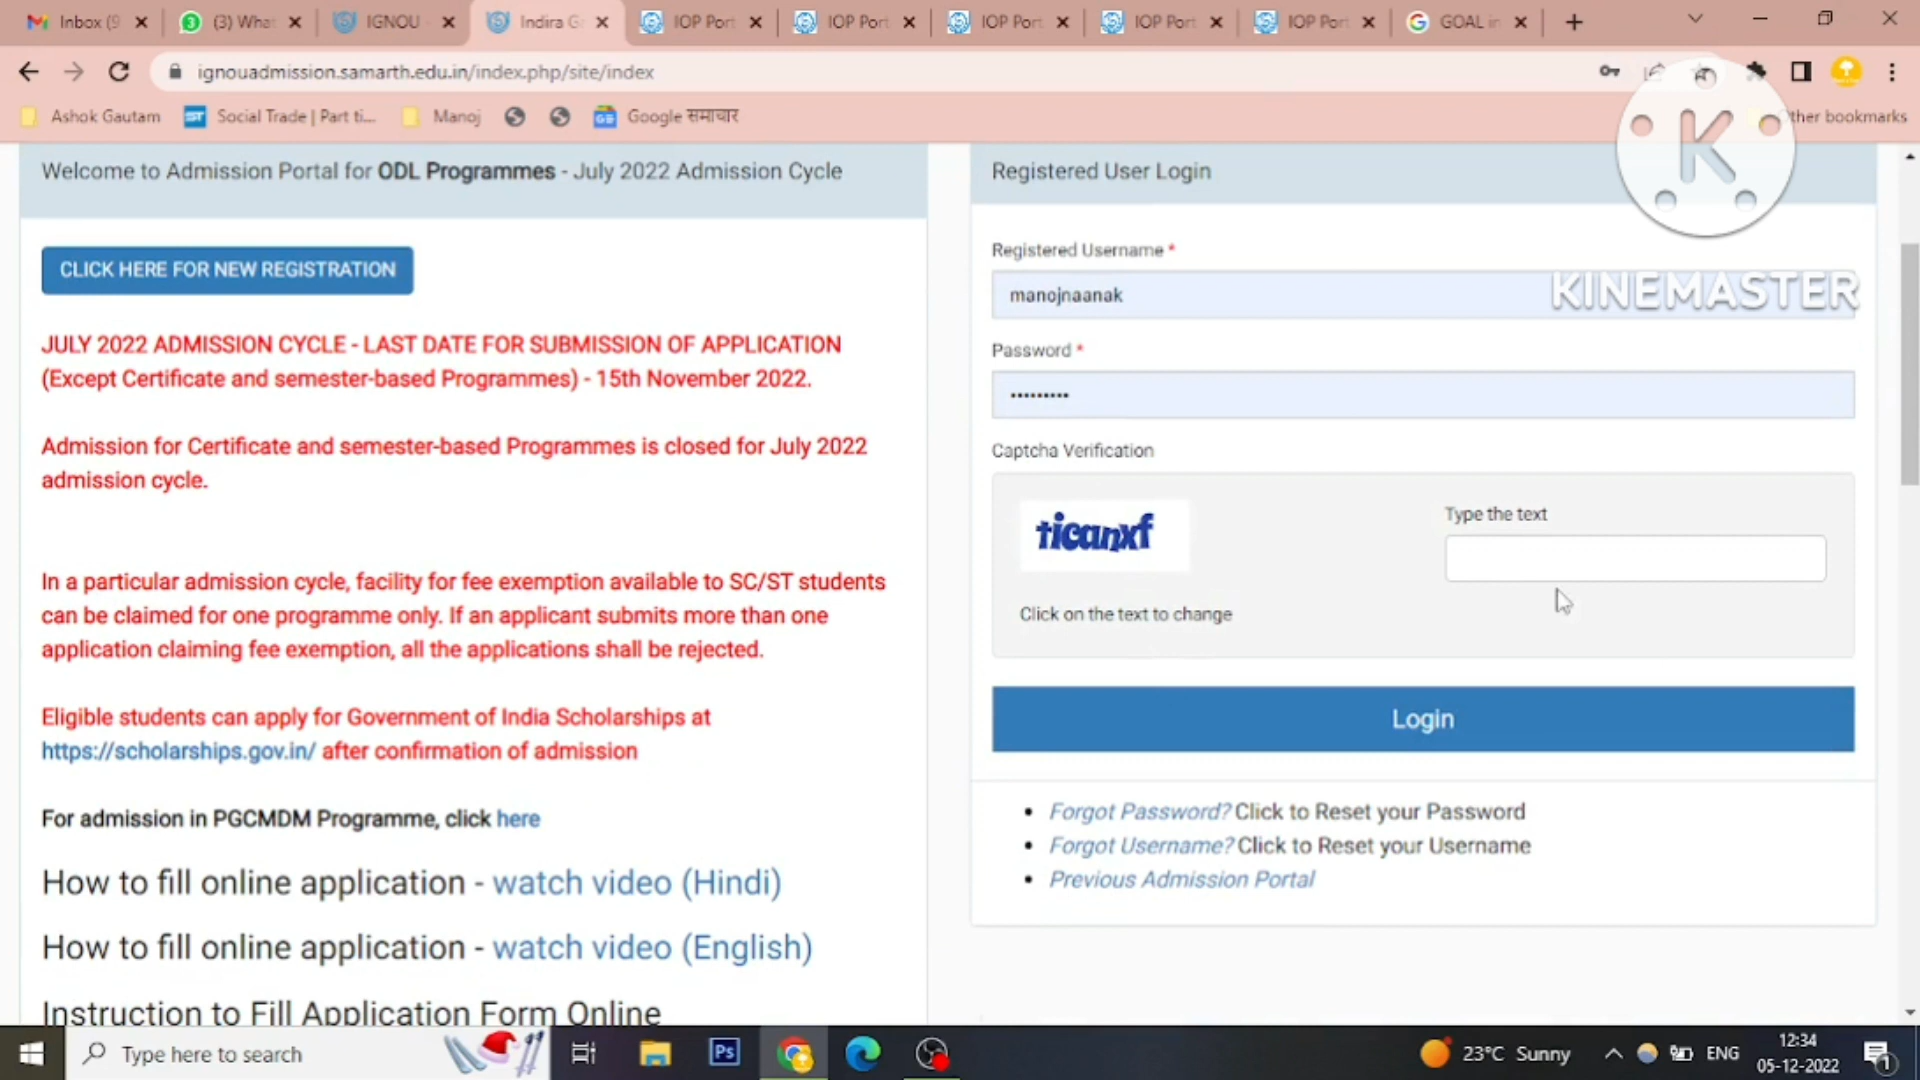 Inbox (9
(3) What
IGNOU
Indira G
IOP Port
IOP Port
IOP Port
IOP Port
IOP Port
GOAL in
ignouadmission.samarth.edu.in/index.php/site/index
Ashok Gautam
Social Trade | Part ti...
Manoj
Google समाचार
ther bookmarks
K
KINEMASTER
Welcome to Admission Portal for ODL Programmes - July 2022 Admission Cycle
CLICK HERE FOR NEW REGISTRATION
JULY 2022 ADMISSION CYCLE - LAST DATE FOR SUBMISSION OF APPLICATION
(Except Certificate and semester-based Programmes) - 15th November 2022.
Admission for Certificate and semester-based Programmes is closed for July 2022
admission cycle.
In a particular admission cycle, facility for fee exemption available to SC/ST students
can be claimed for one programme only. If an applicant submits more than one
application claiming fee exemption, all the applications shall be rejected.
Eligible students can apply for Government of India Scholarships at
https://scholarships.gov.in/ after confirmation of admission
For admission in PGCMDM Programme, click here
How to fill online application - watch video (Hindi)
How to fill online application - watch video (English)
Instruction to Fill Application Form Online
Registered User Login
Registered Username *
manojnaanak
Password *
•••••••••
Captcha Verification
ticanxf
Type the text
Click on the text to change
Login
Forgot Password? Click to Reset your Password
Forgot Username? Click to Reset your Username
Previous Admission Portal
Type here to search
Ps
23°C Sunny
ENG
12:34
05-12-2022
1